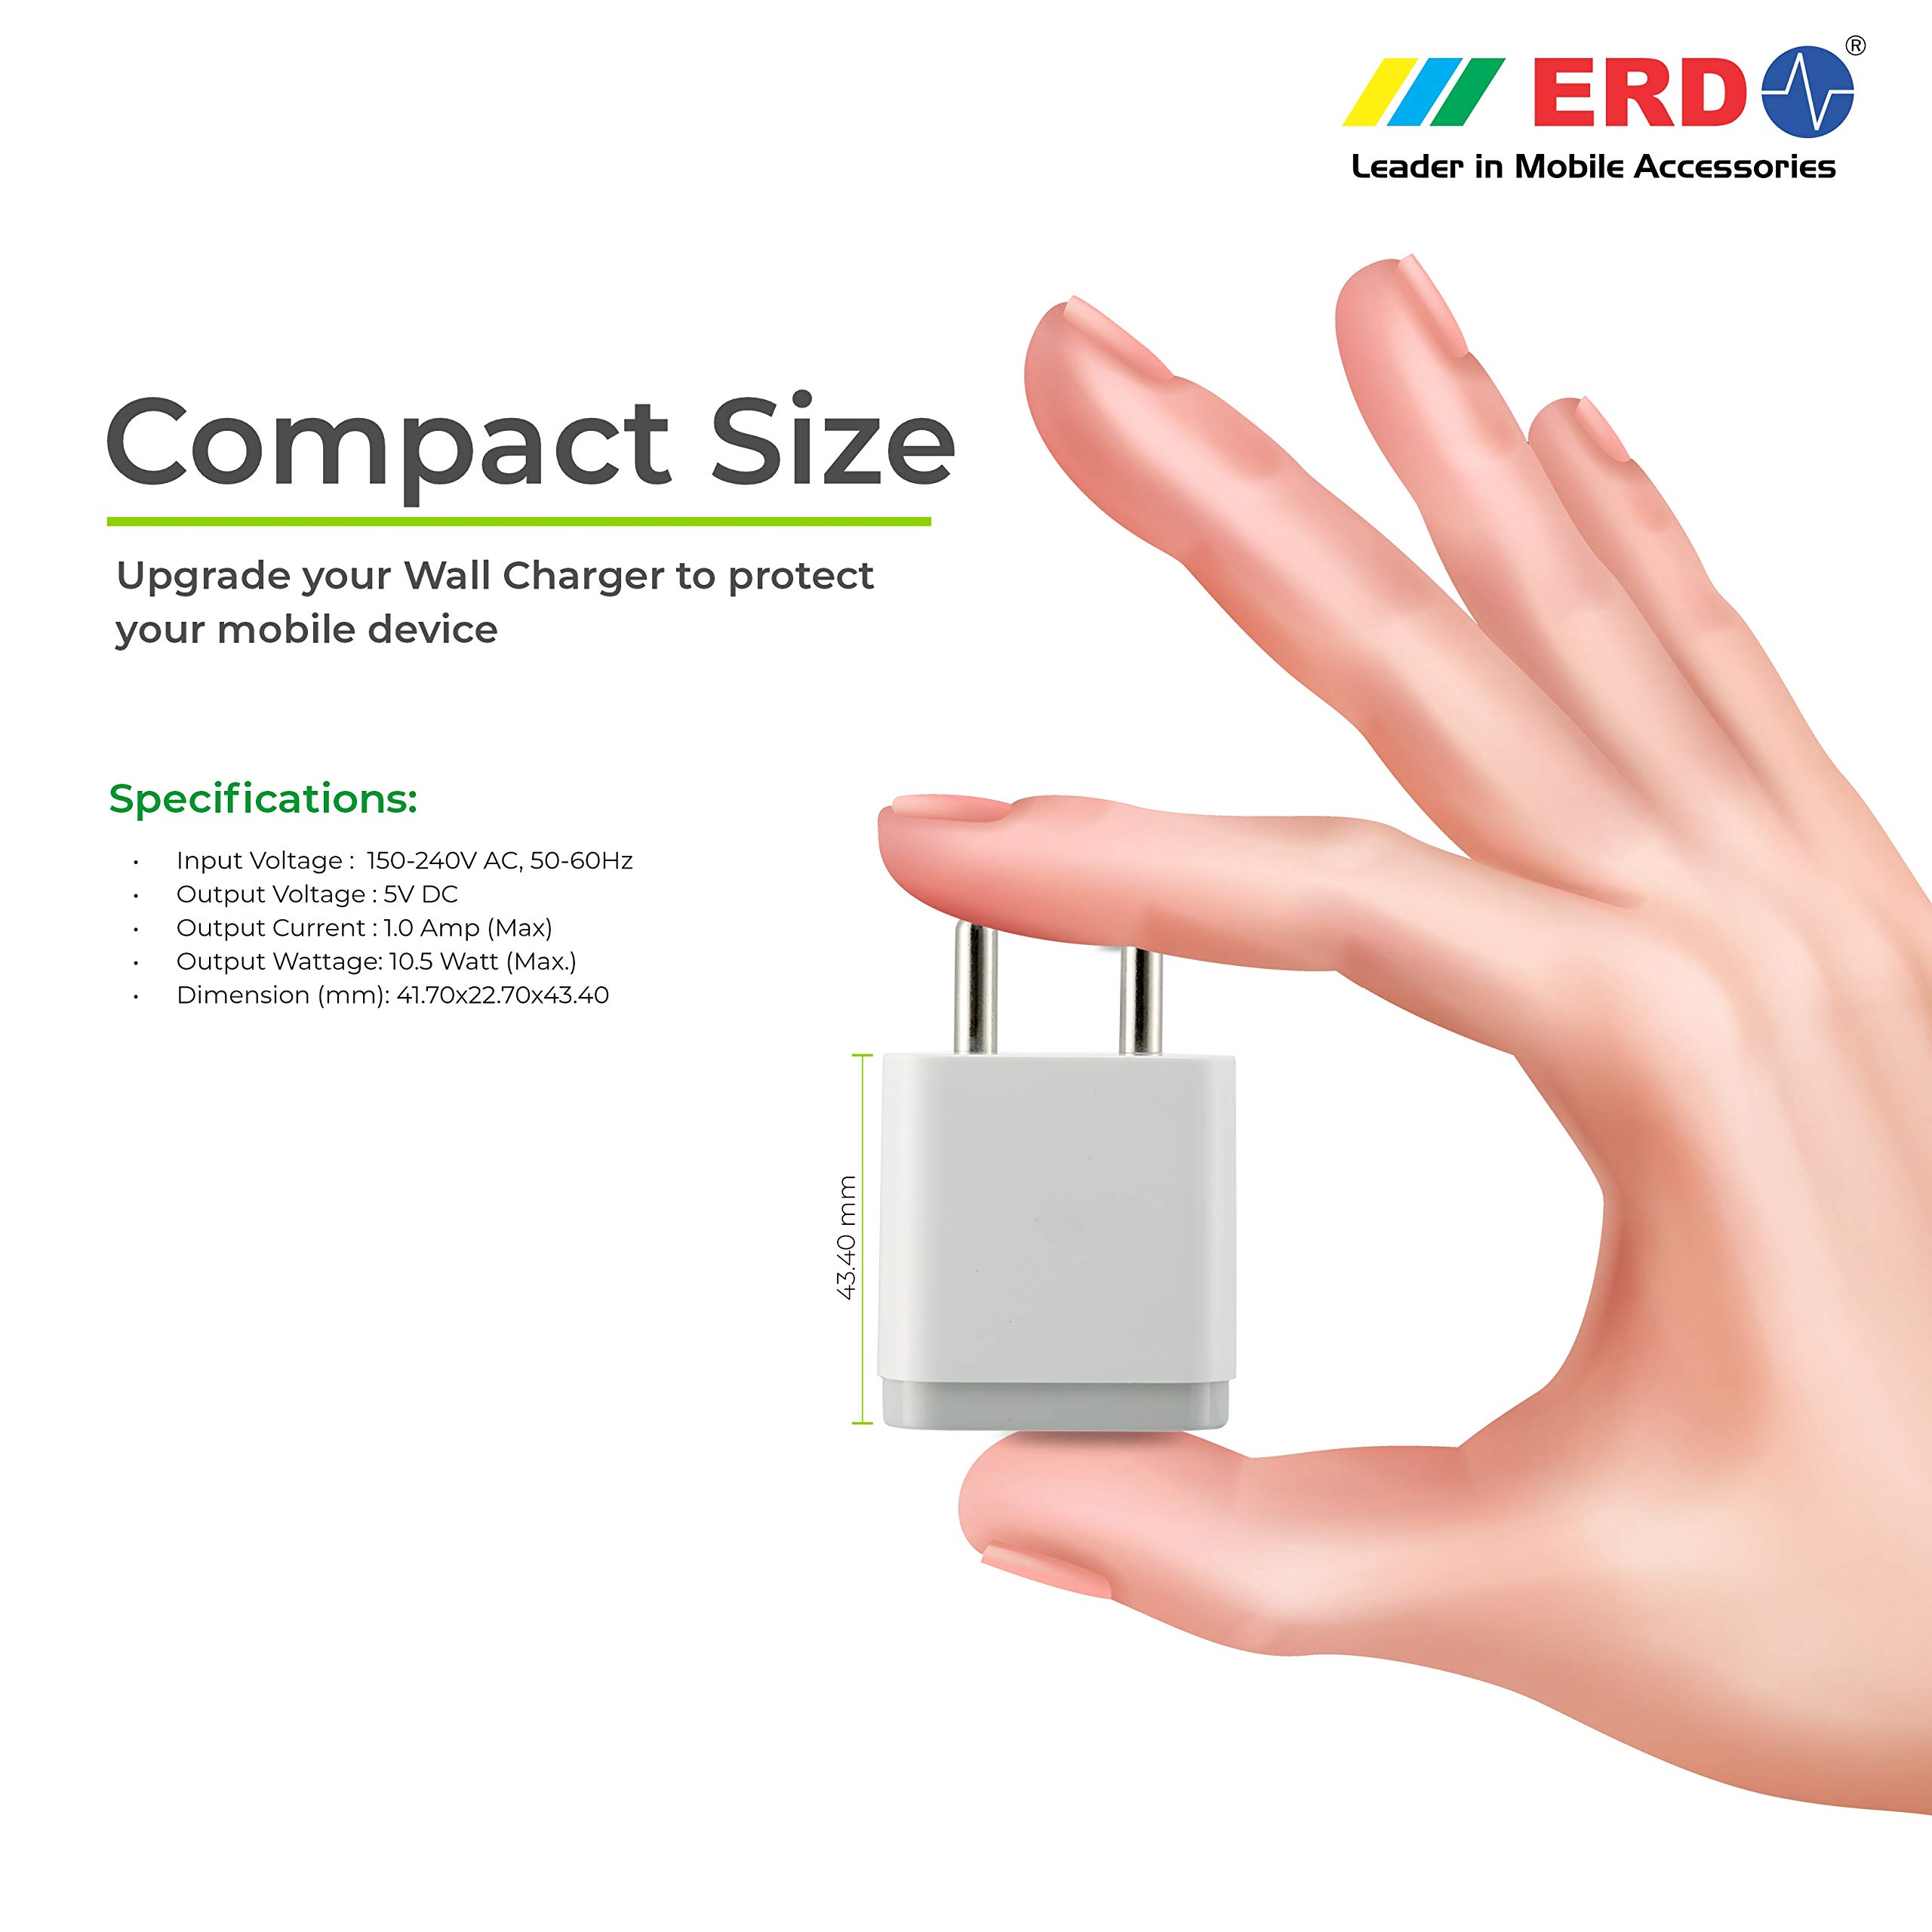 ERD ®
Leader in Mobile Accessories
Compact Size
Upgrade your Wall Charger to protect
your mobile device
Specifications:
• Input Voltage : 150-240V AC, 50-60Hz
• Output Voltage : 5V DC
• Output Current : 1.0 Amp (Max)
• Output Wattage: 10.5 Watt (Max.)
• Dimension (mm): 41.70x22.70x43.40
43.40 mm